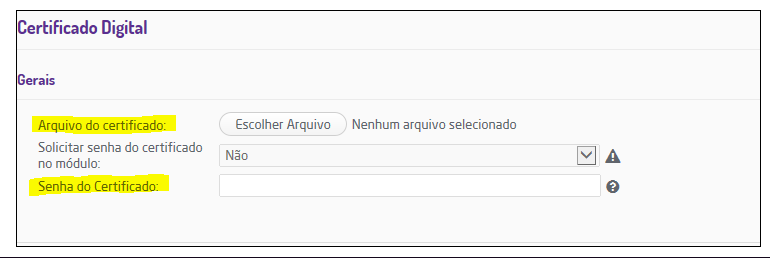 Certificado Digital
Gerais
Arquivo do certificado: Escolher Arquivo Nenhum arquivo selecionado
Solicitar senha do certificado
no módulo: Não
Senha do Certificado: